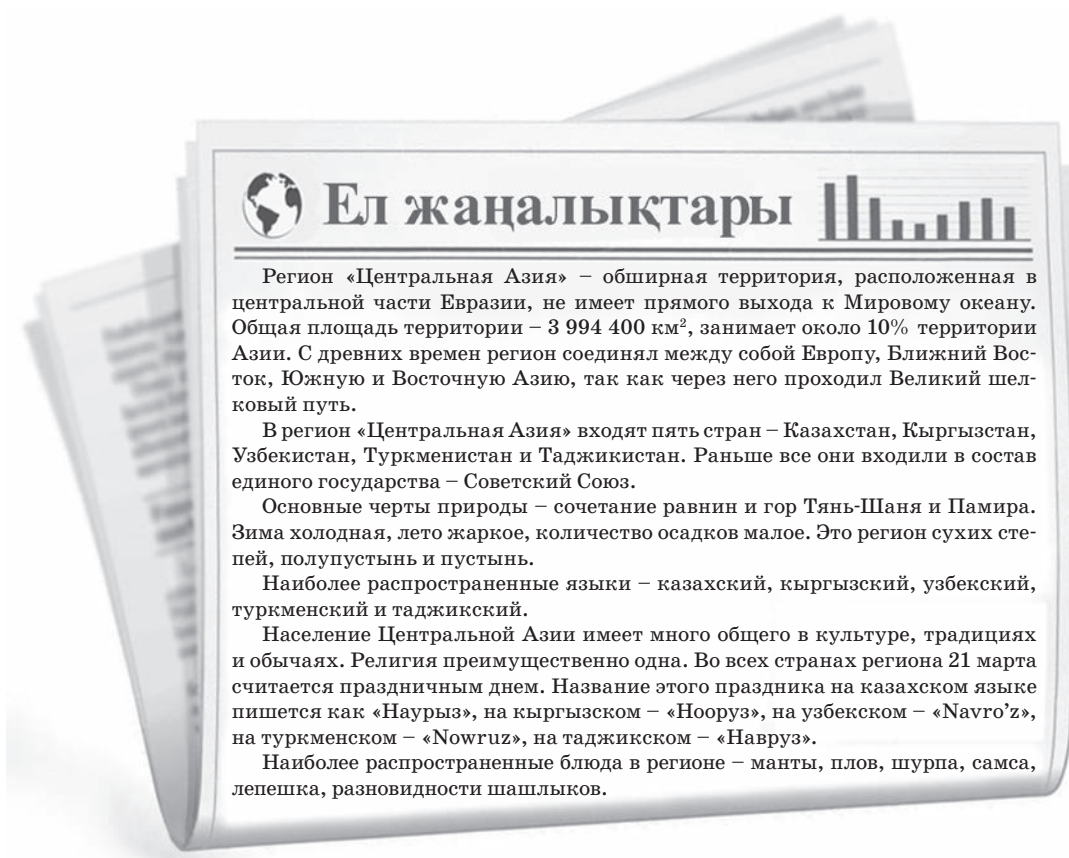 Ел жаңалықтары
Регион «Центральная Азия» – обширная территория, расположенная в
центральной части Евразии, не имеет прямого выхода к Мировому океану.
Общая площадь территории – 3 994 400 км², занимает около 10% территории
Азии. С древних времен регион соединял между собой Европу, Ближний Вос-
ток, Южную и Восточную Азию, так как через него проходил Великий шел-
ковый путь.
В регион «Центральная Азия» входят пять стран – Казахстан, Кыргызстан,
Узбекистан, Туркменистан и Таджикистан. Раньше все они входили в состав
единого государства – Советский Союз.
Основные черты природы – сочетание равнин и гор Тянь-Шаня и Памира.
Зима холодная, лето жаркое, количество осадков малое. Это регион сухих сте-
пей, полупустынь и пустынь.
Наиболее распространенные языки – казахский, кыргызский, узбекский,
туркменский и таджикский.
Население Центральной Азии имеет много общего в культуре, традициях
и обычаях. Религия преимущественно одна. Во всех странах региона 21 марта
считается праздничным днем. Название этого праздника на казахском языке
пишется как «Наурыз», на кыргызском – «Нооруз», на узбекском – «Navro’z»,
на туркменском – «Nowruz», на таджикском – «Навруз».
Наиболее распространенные блюда в регионе – манты, плов, шурпа, самса,
лепешка, разновидности шашлыков.